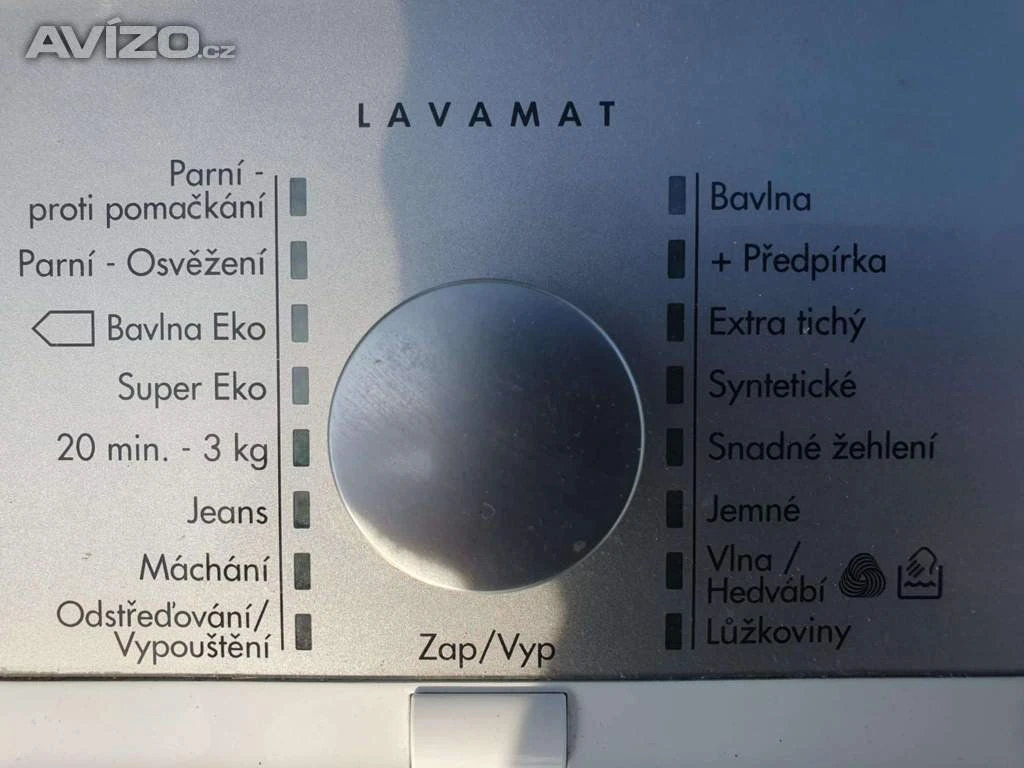 AVÍZO.cz
LAVAMAT
Parní -
proti pomačkání
Parní - Osvěžení
Bavlna Eko
Super Eko
20 min. - 3 kg
Jeans
Máchání
Odstřeďování/
Vypouštění
Bavlna
+ Předpírka
Extra tichý
Syntetické
Snadné žehlení
Jemné
Vlna /
Hedvábí
Lůžkoviny
Zap/Vyp